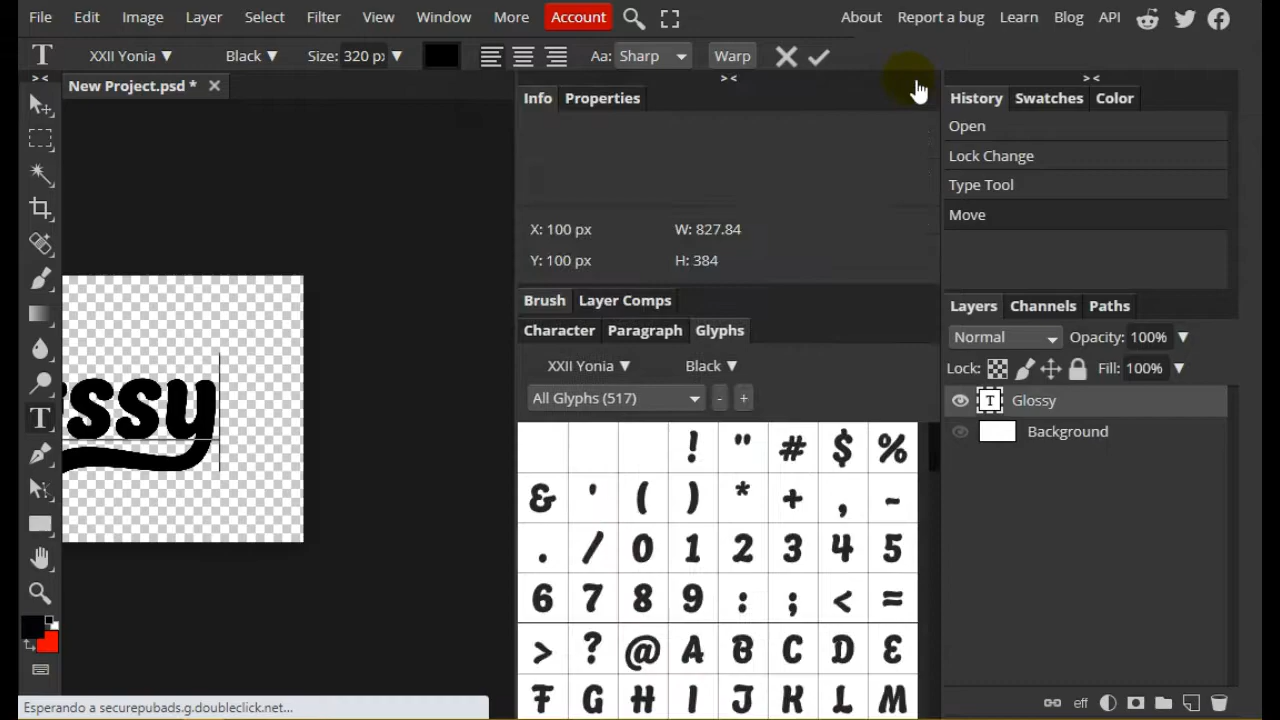 File Edit Image Layer Select Filter View Window More Account About Report a bug Learn Blog API
XXII Yonia Black Size: 320 px Aa: Sharp Warp
New Project.psd *
Info Properties
X: 100 px W: 827.84
Y: 100 px H: 384
Brush Layer Comps
Character Paragraph Glyphs
XXII Yonia Black
All Glyphs (517) - +
! " # $ %
& ' ( ) * + , -
. / 0 1 2 3 4 5
6 7 8 9 : ; < =
> ? @ A B C D E
F G H I J K L M
History Swatches Color
Open
Lock Change
Type Tool
Move
Layers Channels Paths
Normal Opacity: 100%
Lock: Fill: 100%
T Glossy
Background
eff
ssy
Esperando a securepubads.g.doubleclick.net...